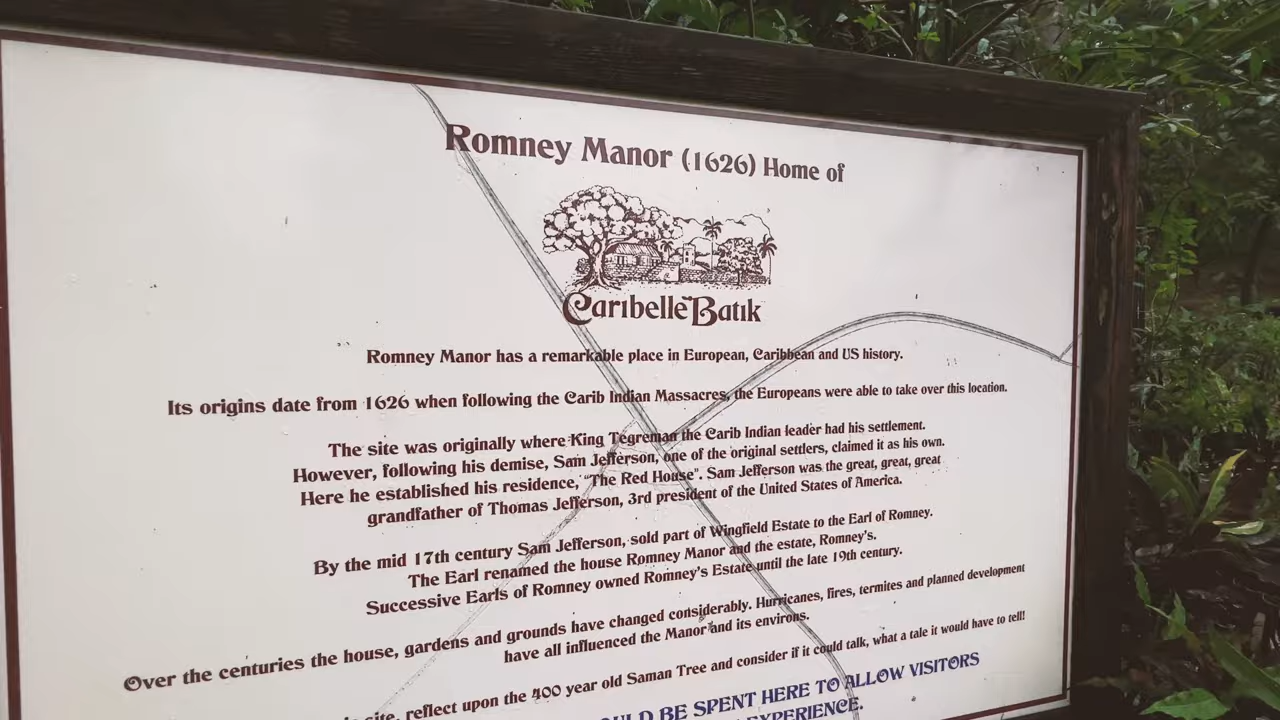 Romney Manor (1626) Home of
Caribelle Batik
Romney Manor has a remarkable place in European, Caribbean and US history.
Its origins date from 1626 when following the Carib Indian Massacres, the Europeans were able to take over this location.
The site was originally where King Tegreman the Carib Indian leader had his settlement.
However, following his demise, Sam Jefferson, one of the original settlers, claimed it as his own.
Here he established his residence, “The Red House”. Sam Jefferson was the great, great, great
grandfather of Thomas Jefferson, 3rd president of the United States of America.
By the mid 17th century Sam Jefferson, sold part of Wingfield Estate to the Earl of Romney.
The Earl renamed the house Romney Manor and the estate, Romney's.
Successive Earls of Romney owned Romney's Estate until the late 19th century.
Over the centuries the house, gardens and grounds have changed considerably. Hurricanes, fires, termites and planned development
have all influenced the Manor and its environs.
site, reflect upon the 400 year old Saman Tree and consider if it could talk, what a tale it would have to tell!
BE SPENT HERE TO ALLOW VISITORS
EXPERIENCE.